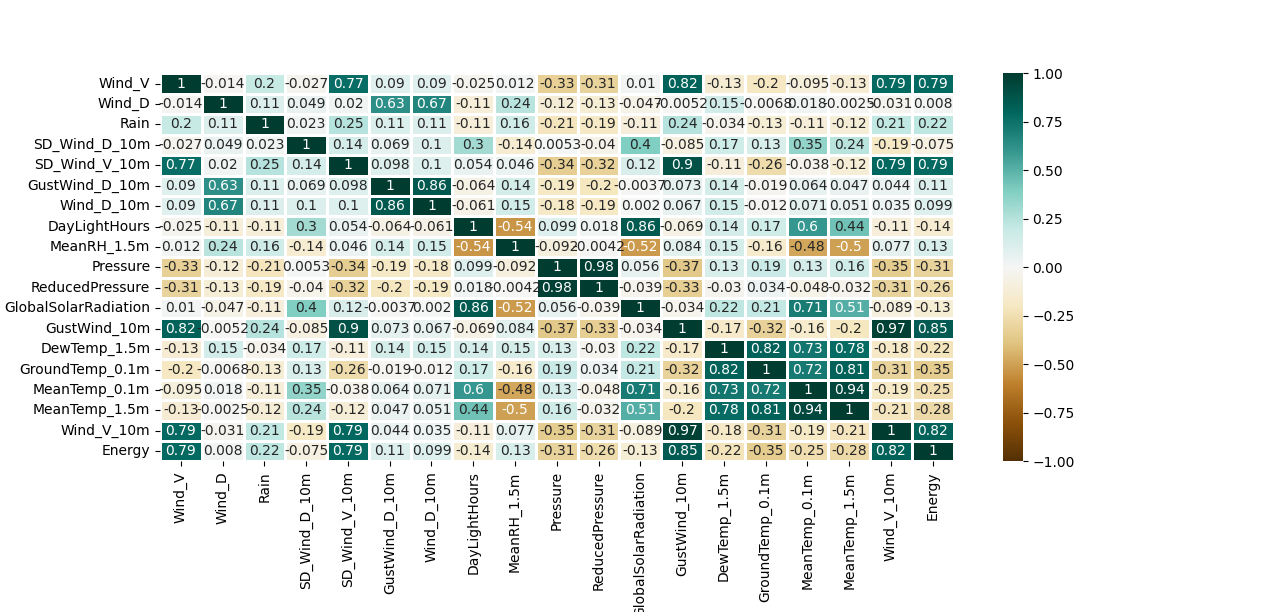 Wind_V 1 -0.014 0.2 -0.027 0.77 0.09 0.09 -0.025 0.012 -0.33 -0.31 0.01 0.82 -0.13 -0.2 -0.095 -0.13 0.79 0.79
Wind_D -0.014 1 0.11 0.049 0.02 0.63 0.67 -0.11 0.24 -0.12 -0.13 -0.047 -0.0052 0.15 -0.0068 0.018 -0.0025 -0.031 0.008
Rain 0.2 0.11 1 0.023 0.25 0.11 0.11 -0.11 0.16 -0.21 -0.19 -0.11 0.24 -0.034 -0.13 -0.11 -0.12 0.21 0.22
SD_Wind_D_10m -0.027 0.049 0.023 1 0.14 0.069 0.1 0.3 -0.14 0.0053 -0.04 0.4 -0.085 0.17 0.13 0.35 0.24 -0.19 -0.075
SD_Wind_V_10m 0.77 0.02 0.25 0.14 1 0.098 0.1 0.054 0.046 -0.34 -0.32 0.12 0.9 -0.11 -0.26 -0.038 -0.12 0.79 0.79
GustWind_D_10m 0.09 0.63 0.11 0.069 0.098 1 0.86 -0.064 0.14 -0.19 -0.2 -0.0037 0.073 0.14 -0.019 0.064 0.047 0.044 0.11
Wind_D_10m 0.09 0.67 0.11 0.1 0.1 0.86 1 -0.061 0.15 -0.18 -0.19 0.002 0.067 0.15 -0.012 0.071 0.051 0.035 0.099
DayLightHours -0.025 -0.11 -0.11 0.3 0.054 -0.064 -0.061 1 -0.54 0.099 0.018 0.86 -0.069 0.14 0.17 0.6 0.44 -0.11 -0.14
MeanRH_1.5m 0.012 0.24 0.16 -0.14 0.046 0.14 0.15 -0.54 1 -0.092 0.0042 -0.52 0.084 0.15 -0.16 -0.48 -0.5 0.077 0.13
Pressure -0.33 -0.12 -0.21 0.0053 -0.34 -0.19 -0.18 0.099 -0.092 1 0.98 0.056 -0.37 0.13 0.19 0.13 0.16 -0.35 -0.31
ReducedPressure -0.31 -0.13 -0.19 -0.04 -0.32 -0.2 -0.19 0.018 0.0042 0.98 1 -0.039 -0.33 -0.03 0.034 -0.048 -0.032 -0.31 -0.26
GlobalSolarRadiation 0.01 -0.047 -0.11 0.4 0.12 -0.0037 0.002 0.86 -0.52 0.056 -0.039 1 -0.034 0.22 0.21 0.71 0.51 -0.089 -0.13
GustWind_10m 0.82 -0.0052 0.24 -0.085 0.9 0.073 0.067 -0.069 0.084 -0.37 -0.33 -0.034 1 -0.17 -0.32 -0.16 -0.2 0.97 0.85
DewTemp_1.5m -0.13 0.15 -0.034 0.17 -0.11 0.14 0.15 0.14 0.15 0.13 -0.03 0.22 -0.17 1 0.82 0.73 0.78 -0.18 -0.22
GroundTemp_0.1m -0.2 -0.0068 -0.13 0.13 -0.26 -0.019 -0.012 0.17 -0.16 0.19 0.034 0.21 -0.32 0.82 1 0.72 0.81 -0.31 -0.35
MeanTemp_0.1m -0.095 0.018 -0.11 0.35 -0.038 0.064 0.071 0.6 -0.48 0.13 -0.048 0.71 -0.16 0.73 0.72 1 0.94 -0.19 -0.25
MeanTemp_1.5m -0.13 -0.0025 -0.12 0.24 -0.12 0.047 0.051 0.44 -0.5 0.16 -0.032 0.51 -0.2 0.78 0.81 0.94 1 -0.21 -0.28
Wind_V_10m 0.79 -0.031 0.21 -0.19 0.79 0.044 0.035 -0.11 0.077 -0.35 -0.31 -0.089 0.97 -0.18 -0.31 -0.19 -0.21 1 0.82
Energy 0.79 0.008 0.22 -0.075 0.79 0.11 0.099 -0.14 0.13 -0.31 -0.26 -0.13 0.85 -0.22 -0.35 -0.25 -0.28 0.82 1
Wind_V
Wind_D
Rain
SD_Wind_D_10m
SD_Wind_V_10m
GustWind_D_10m
Wind_D_10m
DayLightHours
MeanRH_1.5m
Pressure
ReducedPressure
lobalSolarRadiation
GustWind_10m
DewTemp_1.5m
GroundTemp_0.1m
MeanTemp_0.1m
MeanTemp_1.5m
Wind_V_10m
Energy
1.00
0.75
0.50
0.25
0.00
−0.25
−0.50
−0.75
−1.00